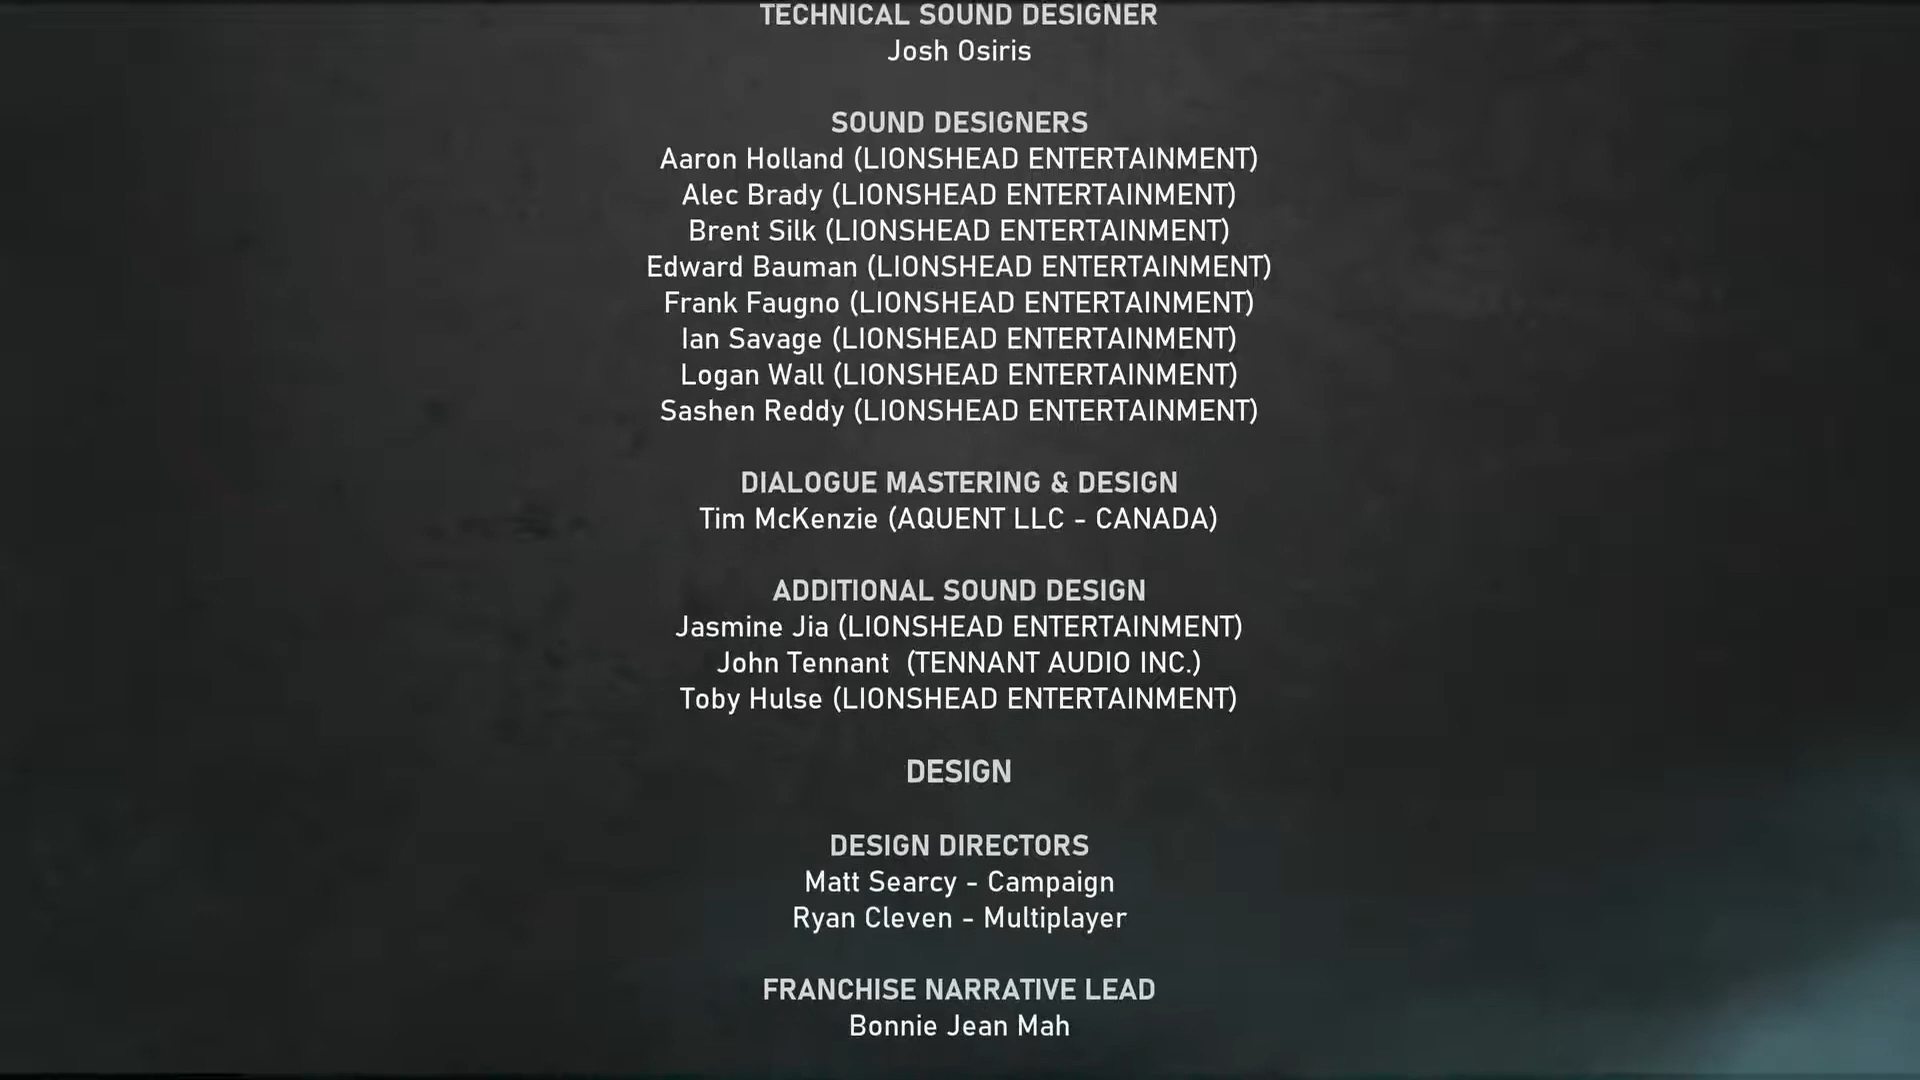 TECHNICAL SOUND DESIGNER
Josh Osiris
SOUND DESIGNERS
Aaron Holland (LIONSHEAD ENTERTAINMENT)
Alec Brady (LIONSHEAD ENTERTAINMENT)
Brent Silk (LIONSHEAD ENTERTAINMENT)
Edward Bauman (LIONSHEAD ENTERTAINMENT)
Frank Faugno (LIONSHEAD ENTERTAINMENT)
Ian Savage (LIONSHEAD ENTERTAINMENT)
Logan Wall (LIONSHEAD ENTERTAINMENT)
Sashen Reddy (LIONSHEAD ENTERTAINMENT)
DIALOGUE MASTERING & DESIGN
Tim McKenzie (AQUENT LLC - CANADA)
ADDITIONAL SOUND DESIGN
Jasmine Jia (LIONSHEAD ENTERTAINMENT)
John Tennant  (TENNANT AUDIO INC.)
Toby Hulse (LIONSHEAD ENTERTAINMENT)
DESIGN
DESIGN DIRECTORS
Matt Searcy - Campaign
Ryan Cleven - Multiplayer
FRANCHISE NARRATIVE LEAD
Bonnie Jean Mah